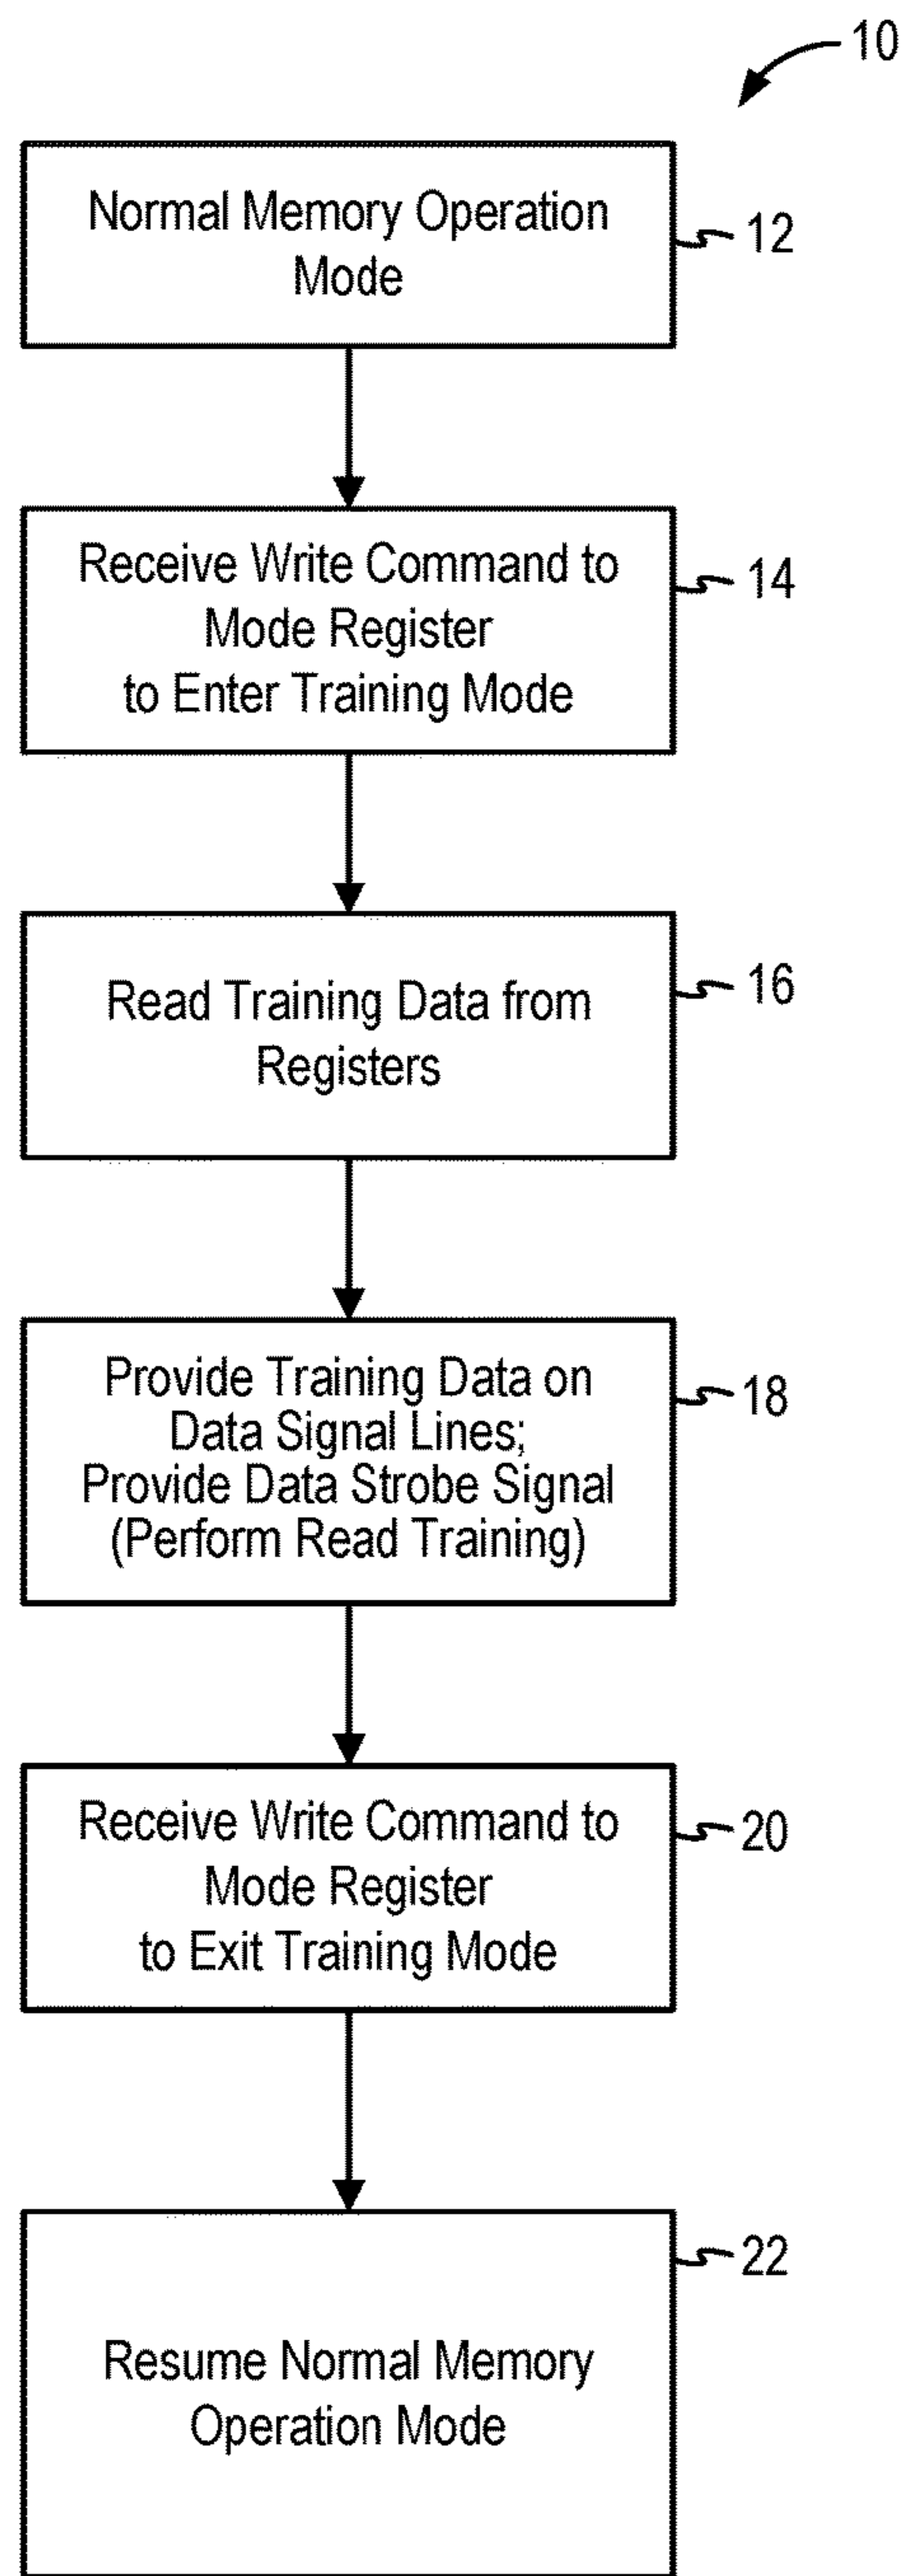 10
Normal Memory Operation
Mode
12
Receive Write Command to
Mode Register
to Enter Training Mode
14
Read Training Data from
Registers
16
Provide Training Data on
Data Signal Lines;
Provide Data Strobe Signal
(Perform Read Training)
18
Receive Write Command to
Mode Register
to Exit Training Mode
20
Resume Normal Memory
Operation Mode
22